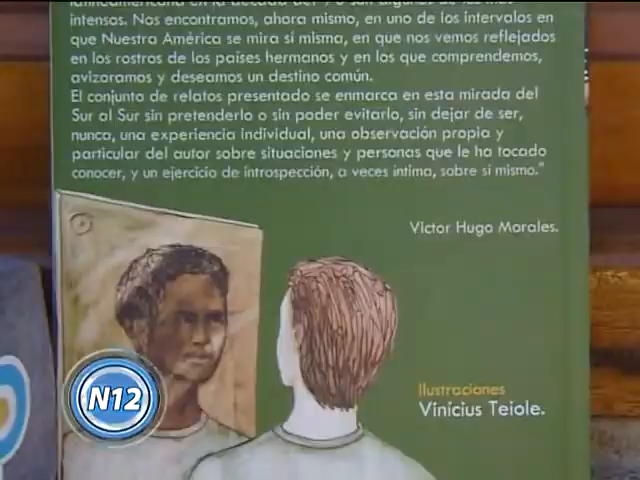 latinoamericana en la década del 70 son algunos de los más
intensos. Nos encontramos, ahora mismo, en uno de los intervalos en
que Nuestra América se mira sí misma, en que nos vemos reflejados
en los rostros de los países hermanos y en los que comprendemos,
avizoramos y deseamos un destino común.
El conjunto de relatos presentado se enmarca en esta mirada del
Sur al Sur sin pretenderlo o sin poder evitarlo, sin dejar de ser,
nunca, una experiencia individual, una observación propia y
particular del autor sobre situaciones y personas que le ha tocado
conocer, y un ejercicio de introspección, a veces íntima, sobre sí mismo."
Victor Hugo Morales.
Ilustraciones
Vinícius Teiole.
N12